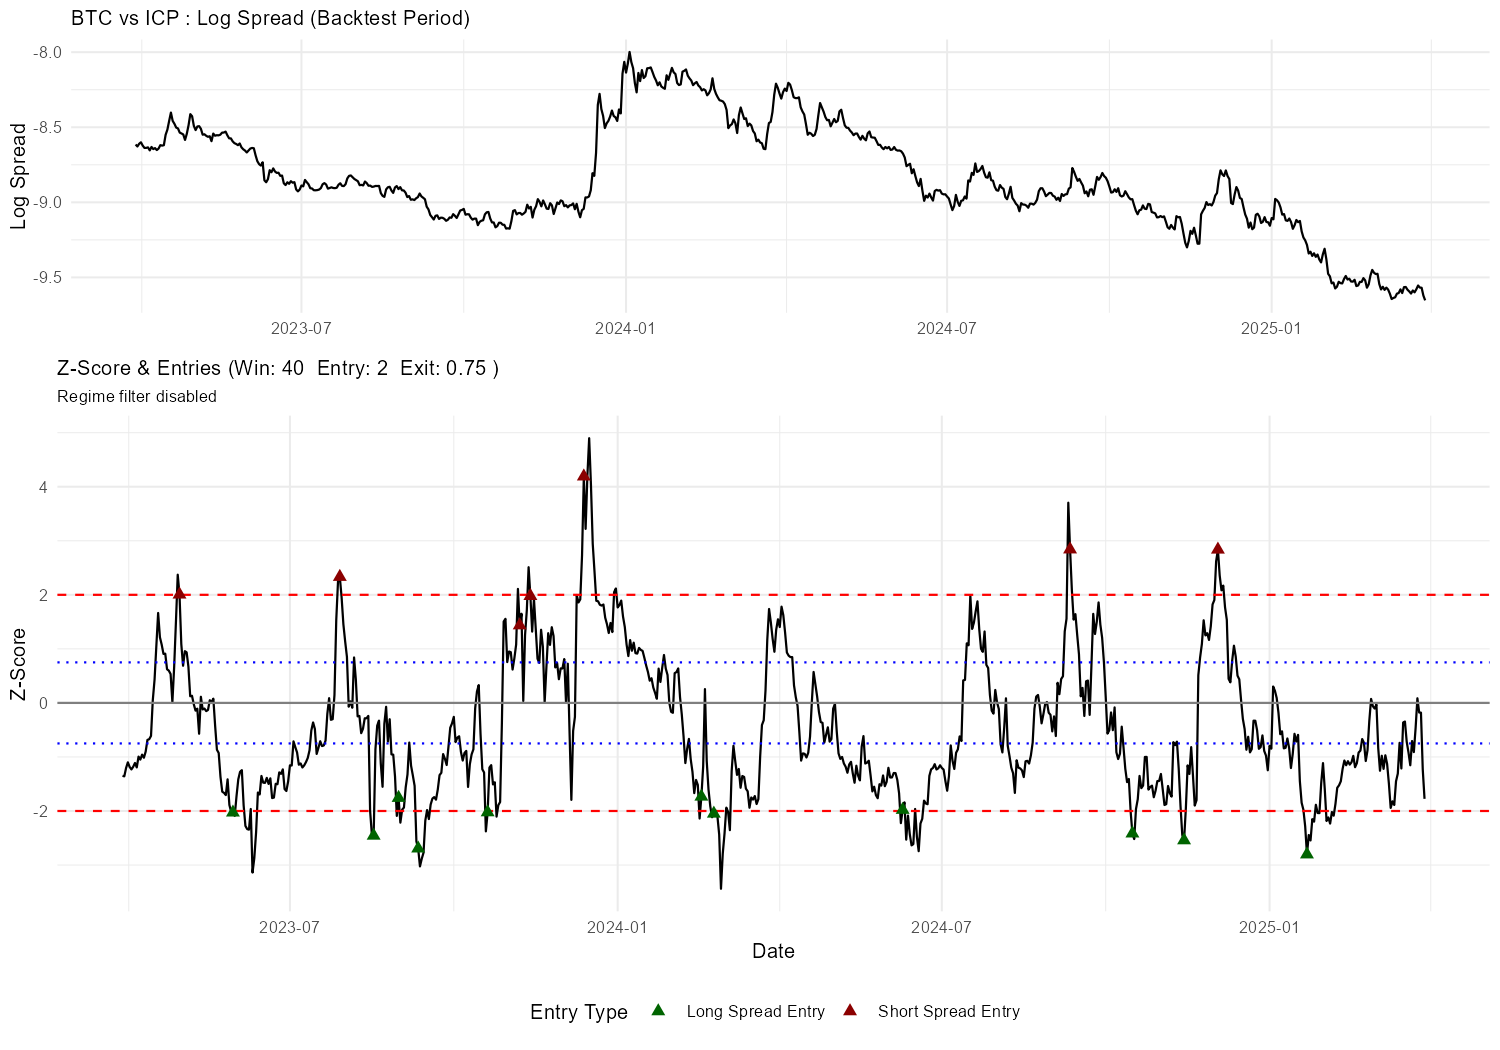 BTC vs ICP : Log Spread (Backtest Period)
-8.0
-8.5
-9.0
-9.5
Log Spread
2023-07
2024-01
2024-07
2025-01
Z-Score & Entries (Win: 40  Entry: 2  Exit: 0.75 )
Regime filter disabled
4
2
0
-2
Z-Score
2023-07
2024-01
2024-07
2025-01
Date
Entry Type
Long Spread Entry
Short Spread Entry